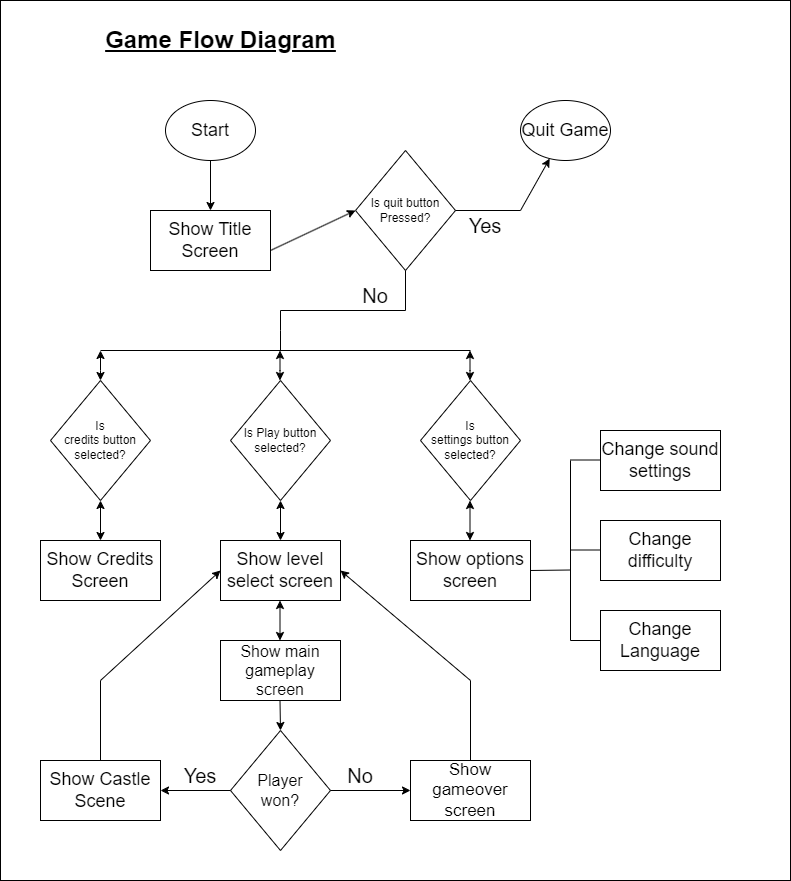 Game Flow Diagram
Start
Quit Game
Is quit button
Pressed?
Show Title
Screen
Yes
No
Is
credits button
selected?
Is Play button
selected?
Is
settings button
selected?
Change sound
settings
Show Credits
Screen
Show level
select screen
Show options
screen
Change
difficulty
Change
Language
Show main
gameplay
screen
Show Castle
Scene
Yes
Player
won?
No
Show
gameover
screen